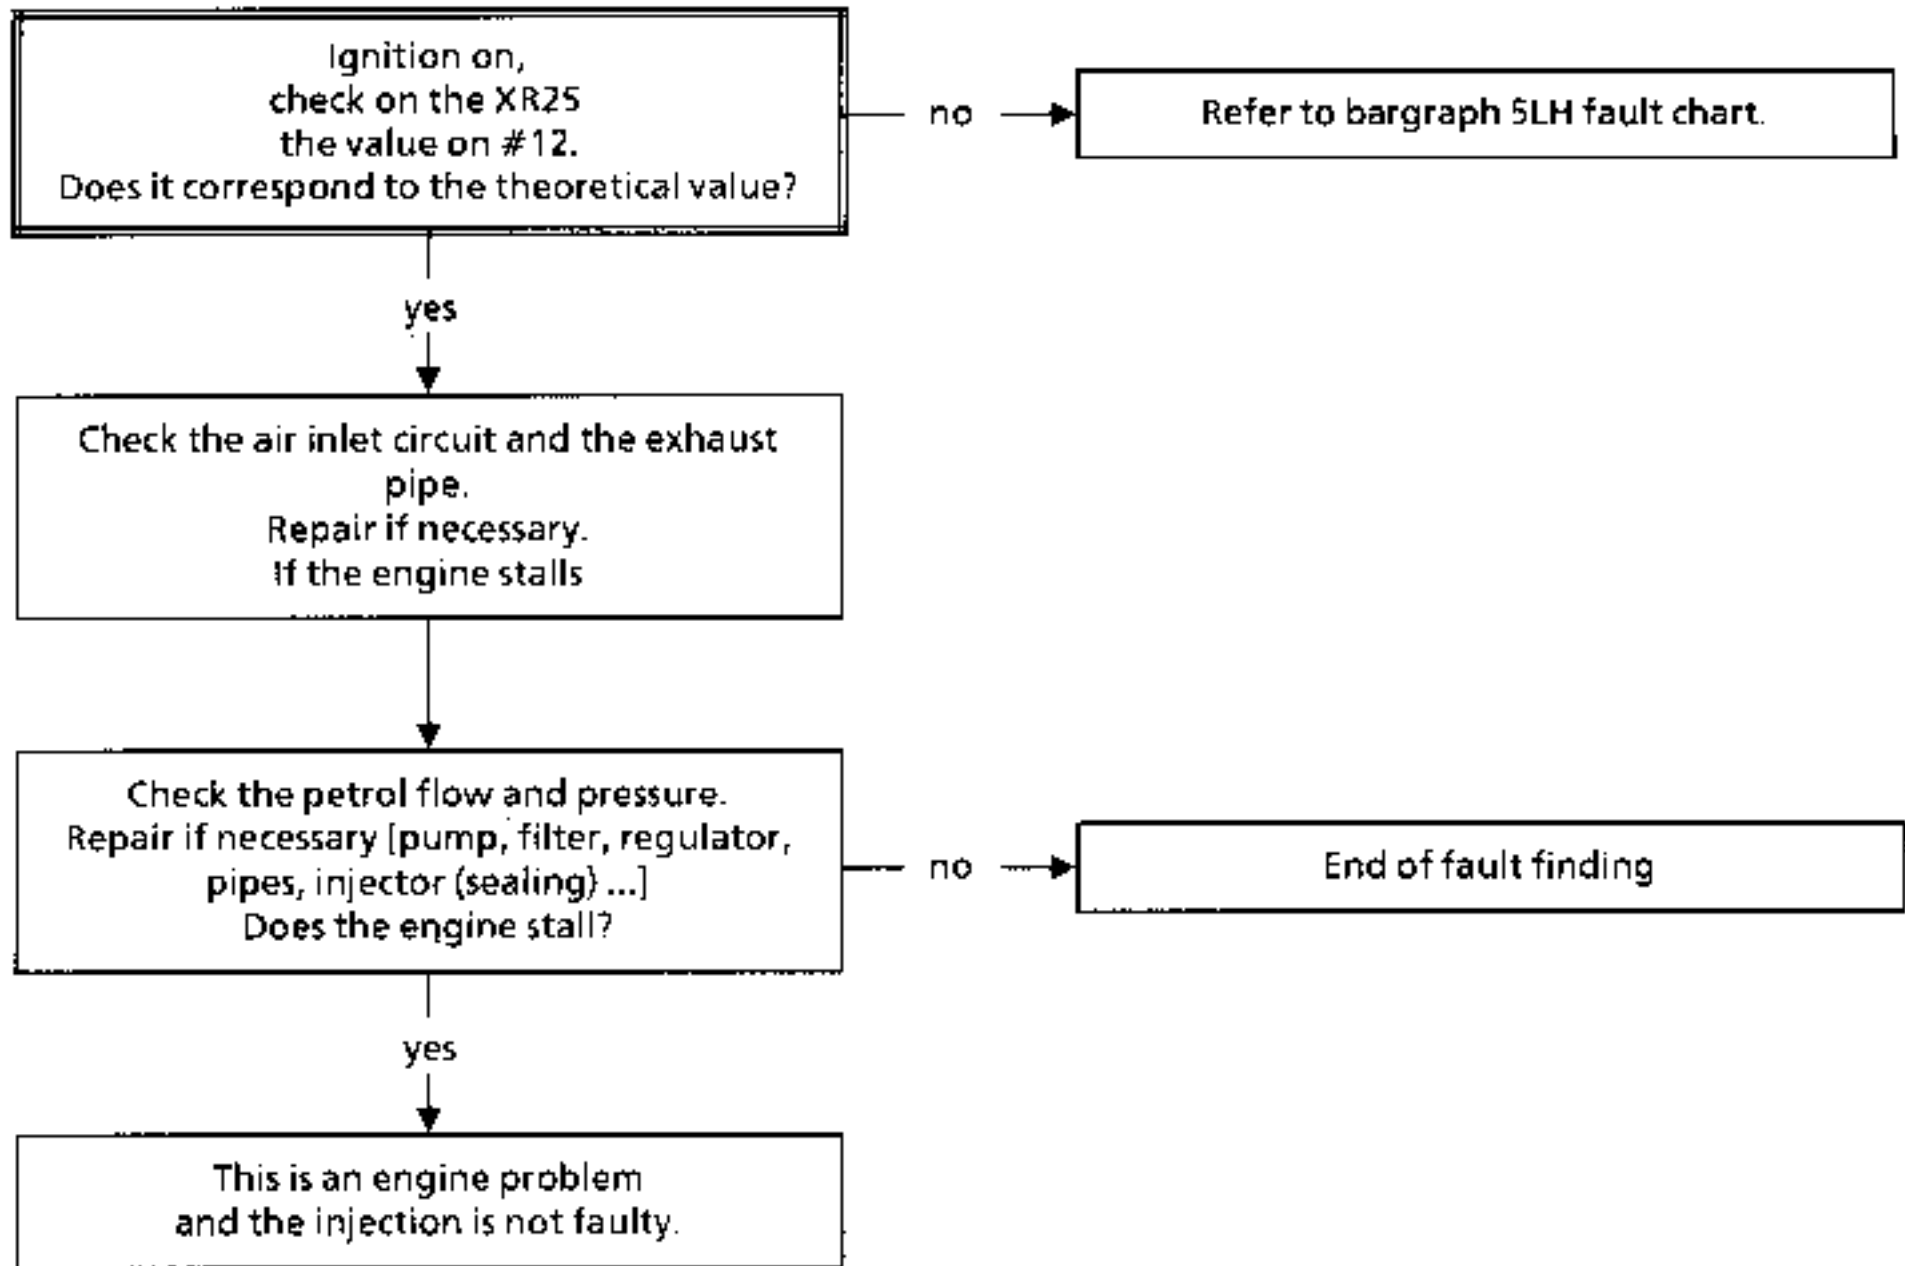 Ignition on,
check on the XR25
the value on #12.
Does it correspond to the theoretical value?
no
Refer to bargraph 5LH fault chart.
yes
Check the air inlet circuit and the exhaust
pipe.
Repair if necessary.
If the engine stalls
Check the petrol flow and pressure.
Repair if necessary [pump, filter, regulator,
pipes, injector (sealing) ...]
Does the engine stall?
no
End of fault finding
yes
This is an engine problem
and the injection is not faulty.